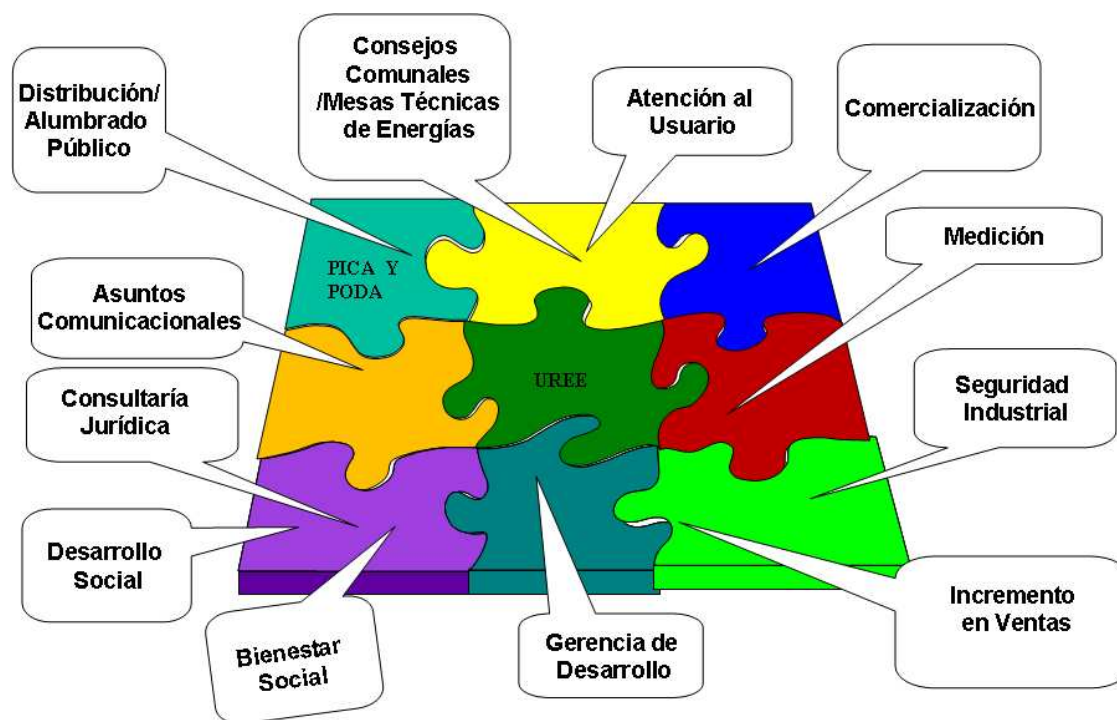 Distribución/
Alumbrado
Público
Consejos
Comunales
/Mesas Técnicas
de Energías
Atención al
Usuario
Comercialización
Medición
PICA Y
PODA
Asuntos
Comunicacionales
UREE
Seguridad
Industrial
Consultaría
Jurídica
Desarrollo
Social
Bienestar
Social
Gerencia de
Desarrollo
Incremento
en Ventas